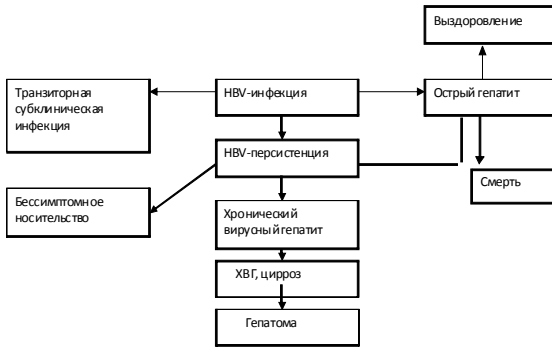 Выздоровление
Транзиторная
субклиническая
инфекция
HBV-инфекция
Острый гепатит
HBV-персистенция
Смерть
Бессимптомное
носительство
Хронический
вирусный гепатит
ХВГ, цирроз
Гепатома